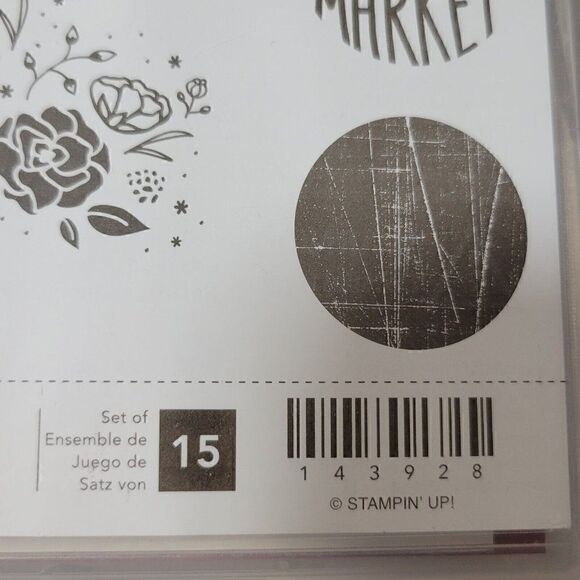 MARKET
Set of
Ensemble de
Juego de
Satz von
15
143928
© STAMPIN' UP!